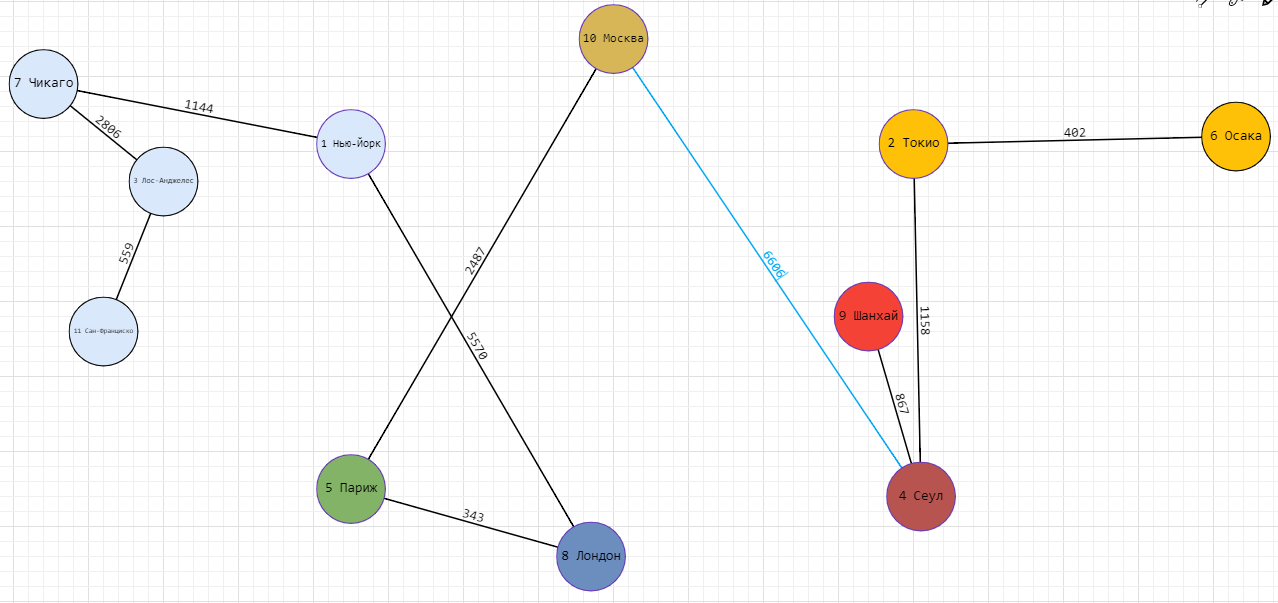 10 Москва
7 Чикаго
1144
2806
1 Нью-Йорк
2 Токио
402
6 Осака
3 Лос-Анджелес
559
2487
6606
9 Шанхай
1158
11 Сан-Франциско
5570
867
5 Париж
343
4 Сеул
8 Лондон